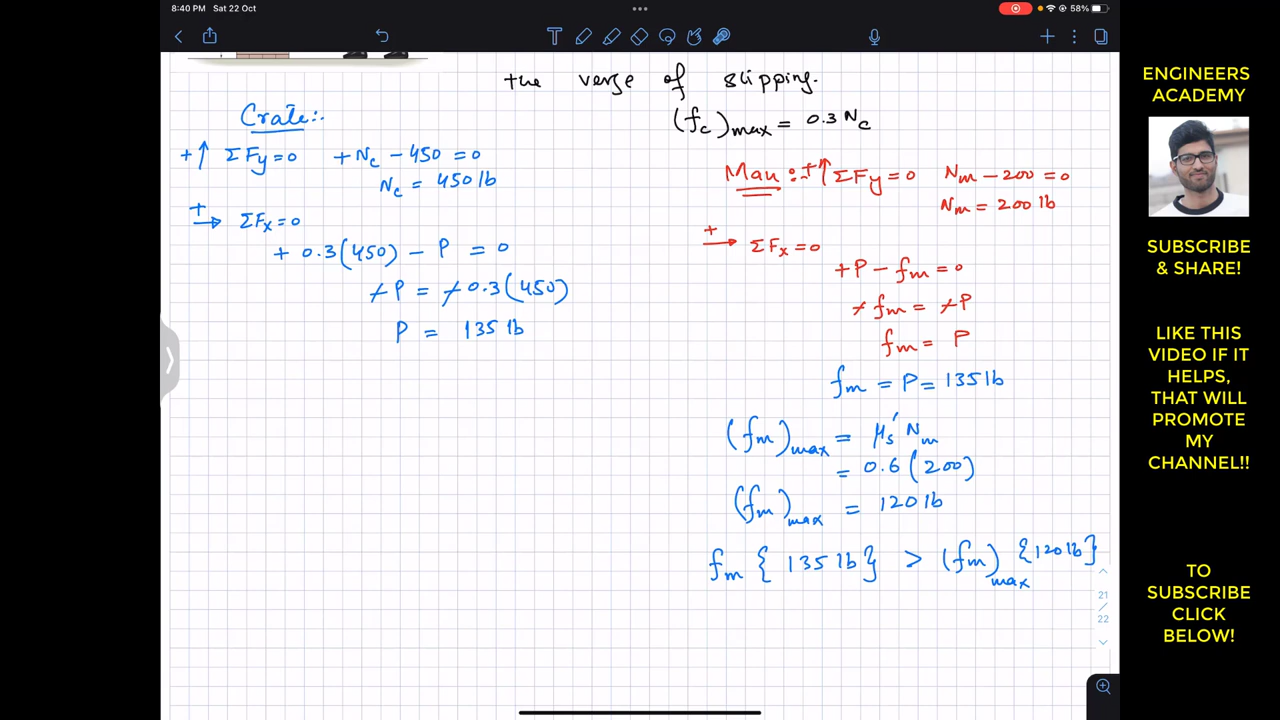 8:40 PM Sat 22 Oct
58%
the verge of slipping.
(fc)max = 0.3 Nc
Crate:.
+↑ ΣFy=0 +Nc - 450 = 0
Nc = 450 lb
+→ ΣFx=0
+ 0.3(450) - P = 0
-P = -0.3(450)
P = 135 lb
Man: +↑ ΣFy=0 Nm - 200 = 0
Nm = 200 lb
+→ ΣFx=0
+P - fm = 0
-fm = -P
fm = P
fm = P = 135 lb
(fm)max = μs' Nm
= 0.6 (200)
(fm)max = 120 lb
fm {135 lb} > (fm)max {120 lb}
21
/
22
ENGINEERS
ACADEMY
SUBSCRIBE
& SHARE!
LIKE THIS
VIDEO IF IT
HELPS,
THAT WILL
PROMOTE
MY
CHANNEL!!
TO
SUBSCRIBE
CLICK
BELOW!